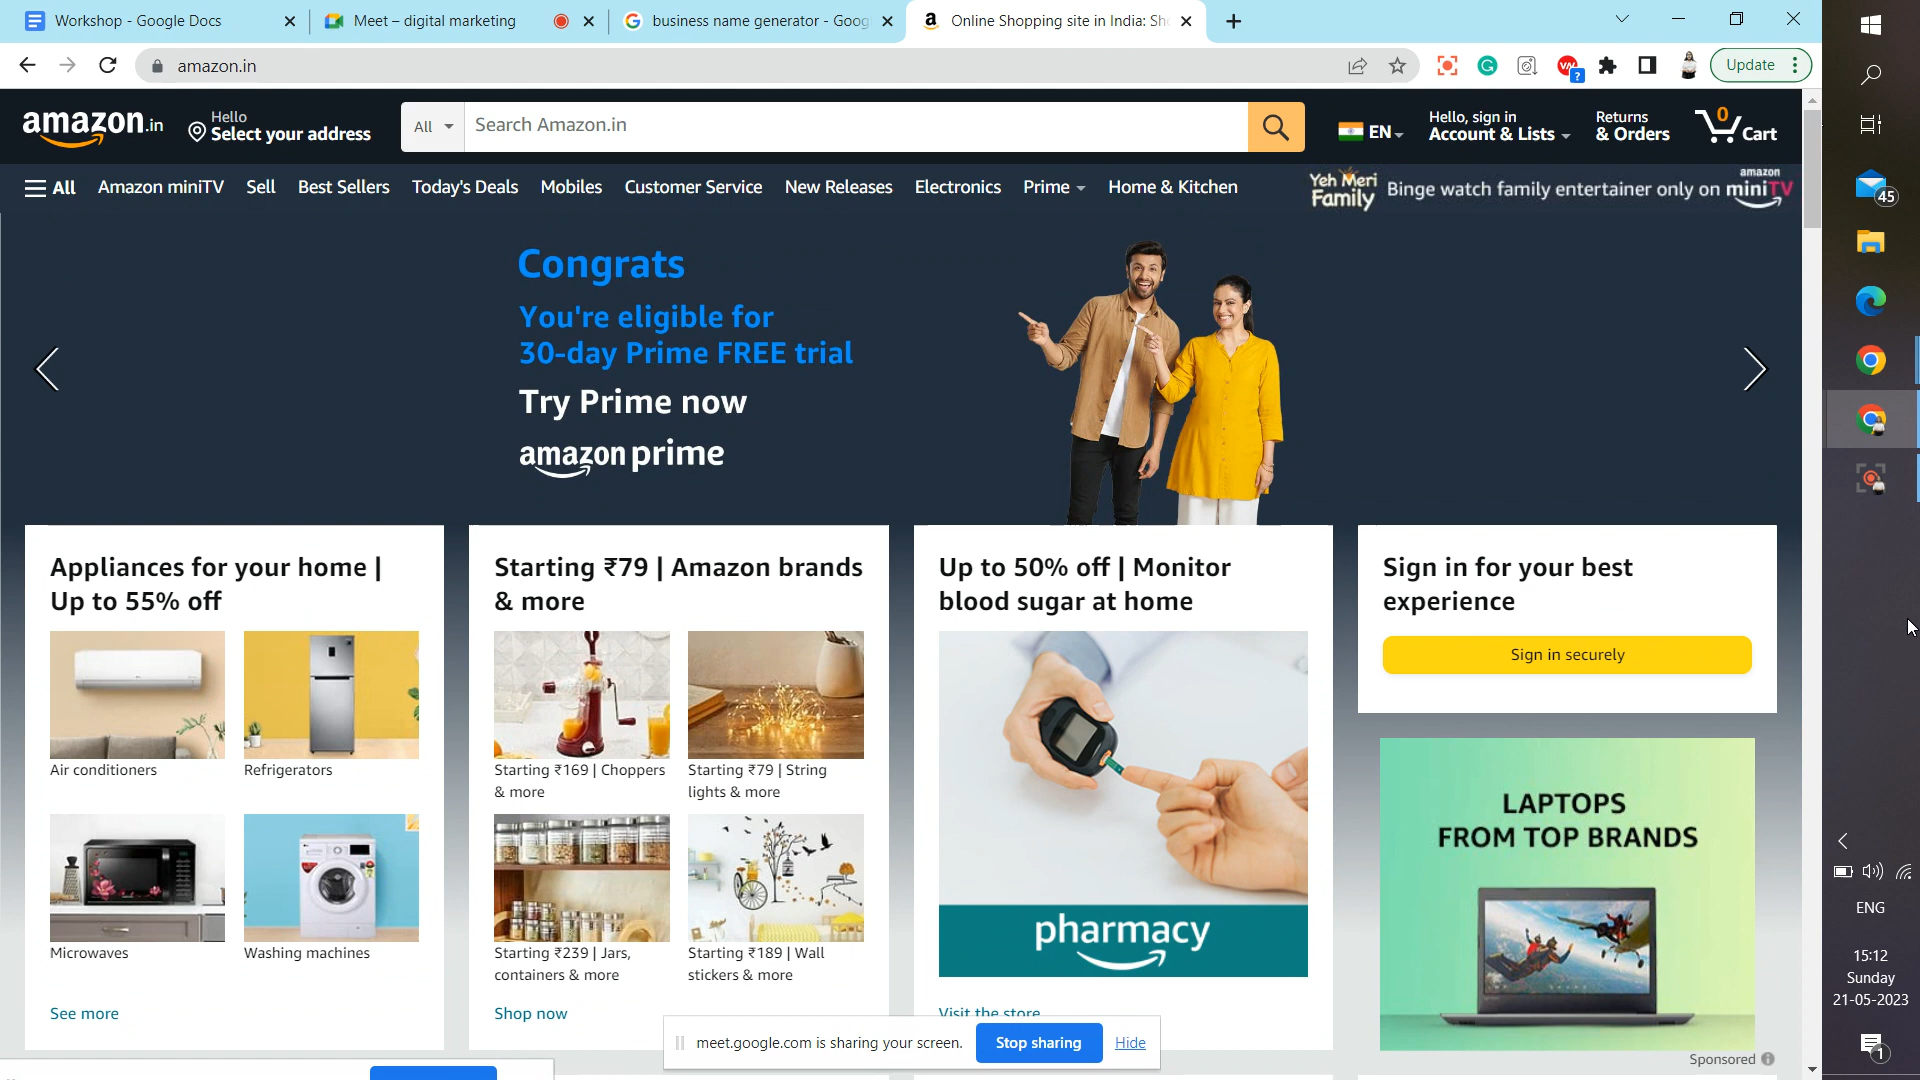 Workshop - Google Docs
Meet – digital marketing
business name generator - Goog
Online Shopping site in India: Sh
amazon.in
Update
amazon.in
Hello
Select your address
All
Search Amazon.in
EN
Hello, sign in
Account & Lists
Returns
& Orders
0
Cart
All
Amazon miniTV
Sell
Best Sellers
Today's Deals
Mobiles
Customer Service
New Releases
Electronics
Prime
Home & Kitchen
Yeh Meri
Family
Binge watch family entertainer only on
amazon
miniTV
Congrats
You're eligible for
30-day Prime FREE trial
Try Prime now
amazon prime
Appliances for your home |
Up to 55% off
Air conditioners
Refrigerators
Microwaves
Washing machines
See more
Starting ₹79 | Amazon brands
& more
Starting ₹169 | Choppers
& more
Starting ₹79 | String
lights & more
Starting ₹239 | Jars,
containers & more
Starting ₹189 | Wall
stickers & more
Shop now
Up to 50% off | Monitor
blood sugar at home
pharmacy
Visit the store
Sign in for your best
experience
Sign in securely
LAPTOPS
FROM TOP BRANDS
Sponsored
meet.google.com is sharing your screen.
Stop sharing
Hide
45
ENG
15:12
Sunday
21-05-2023
1